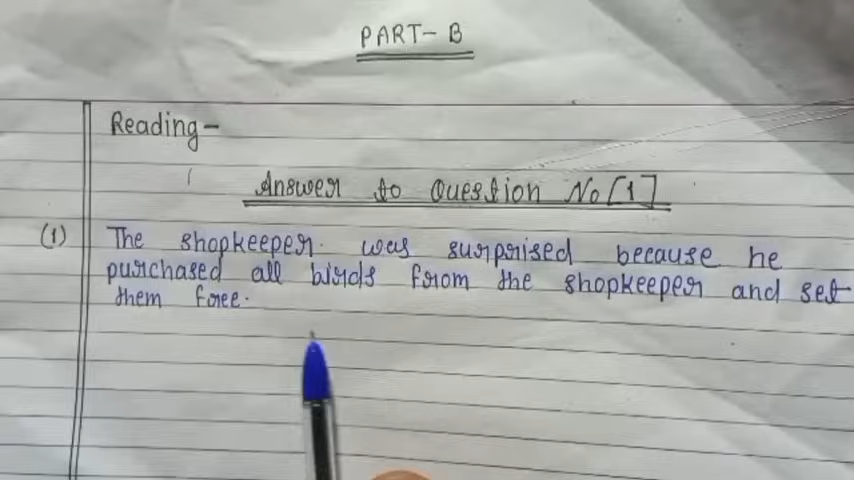 PART-B
Reading-
Answer to Question No [1]
(1) The shopkeeper. was surprised because he
purchased all birds from the shopkeeper and set
them free.